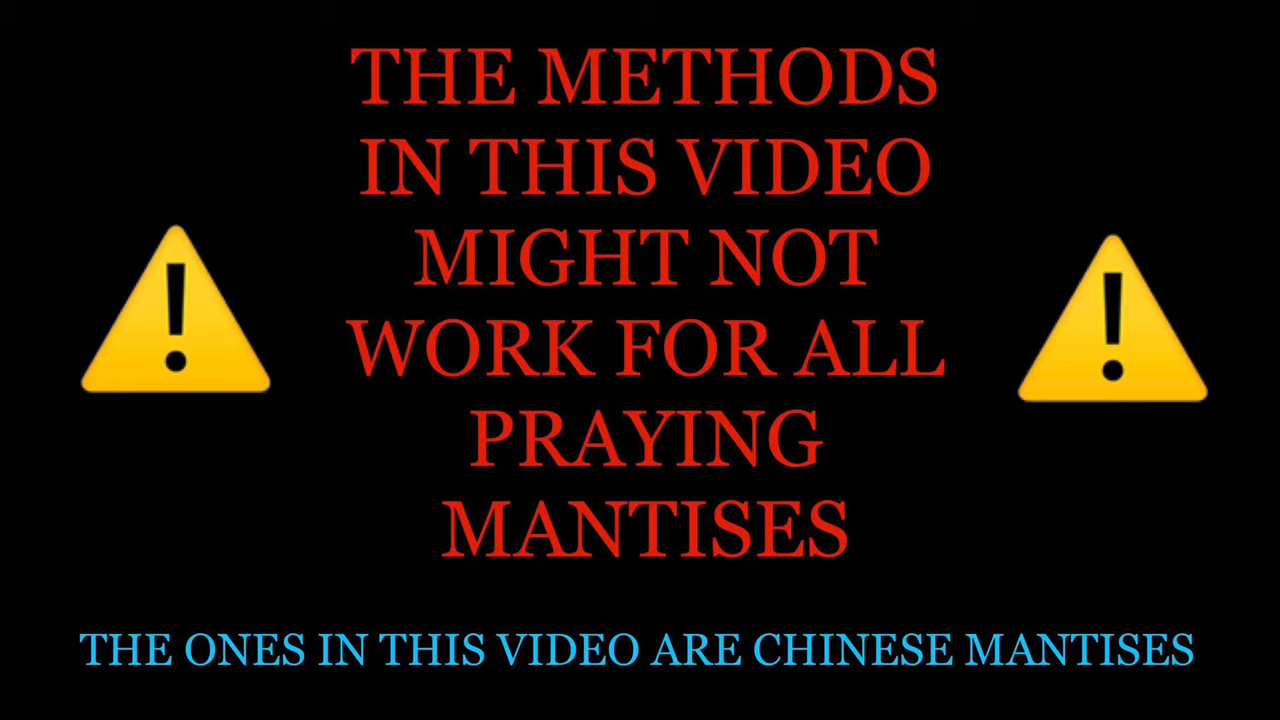 THE METHODS
IN THIS VIDEO
MIGHT NOT
WORK FOR ALL
PRAYING
MANTISES
THE ONES IN THIS VIDEO ARE CHINESE MANTISES